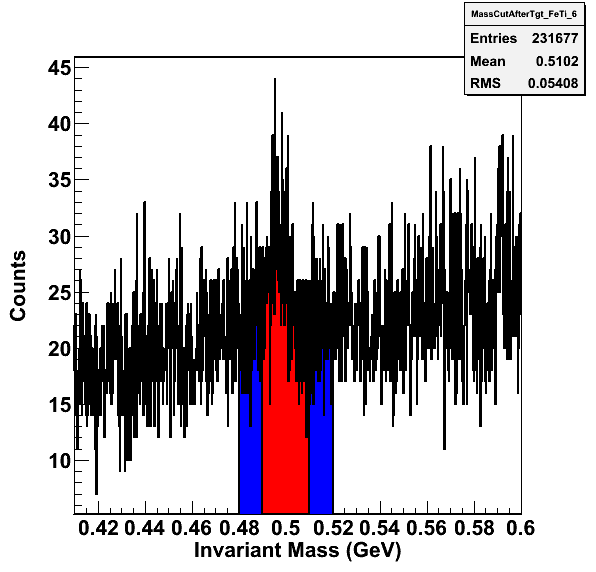 MassCutAfterTgt_FeTi_6
Entries 231677
Mean 0.5102
RMS 0.05408
45
40
35
30
25
20
15
10
Counts
0.42 0.44 0.46 0.48 0.5 0.52 0.54 0.56 0.58 0.6
Invariant Mass (GeV)